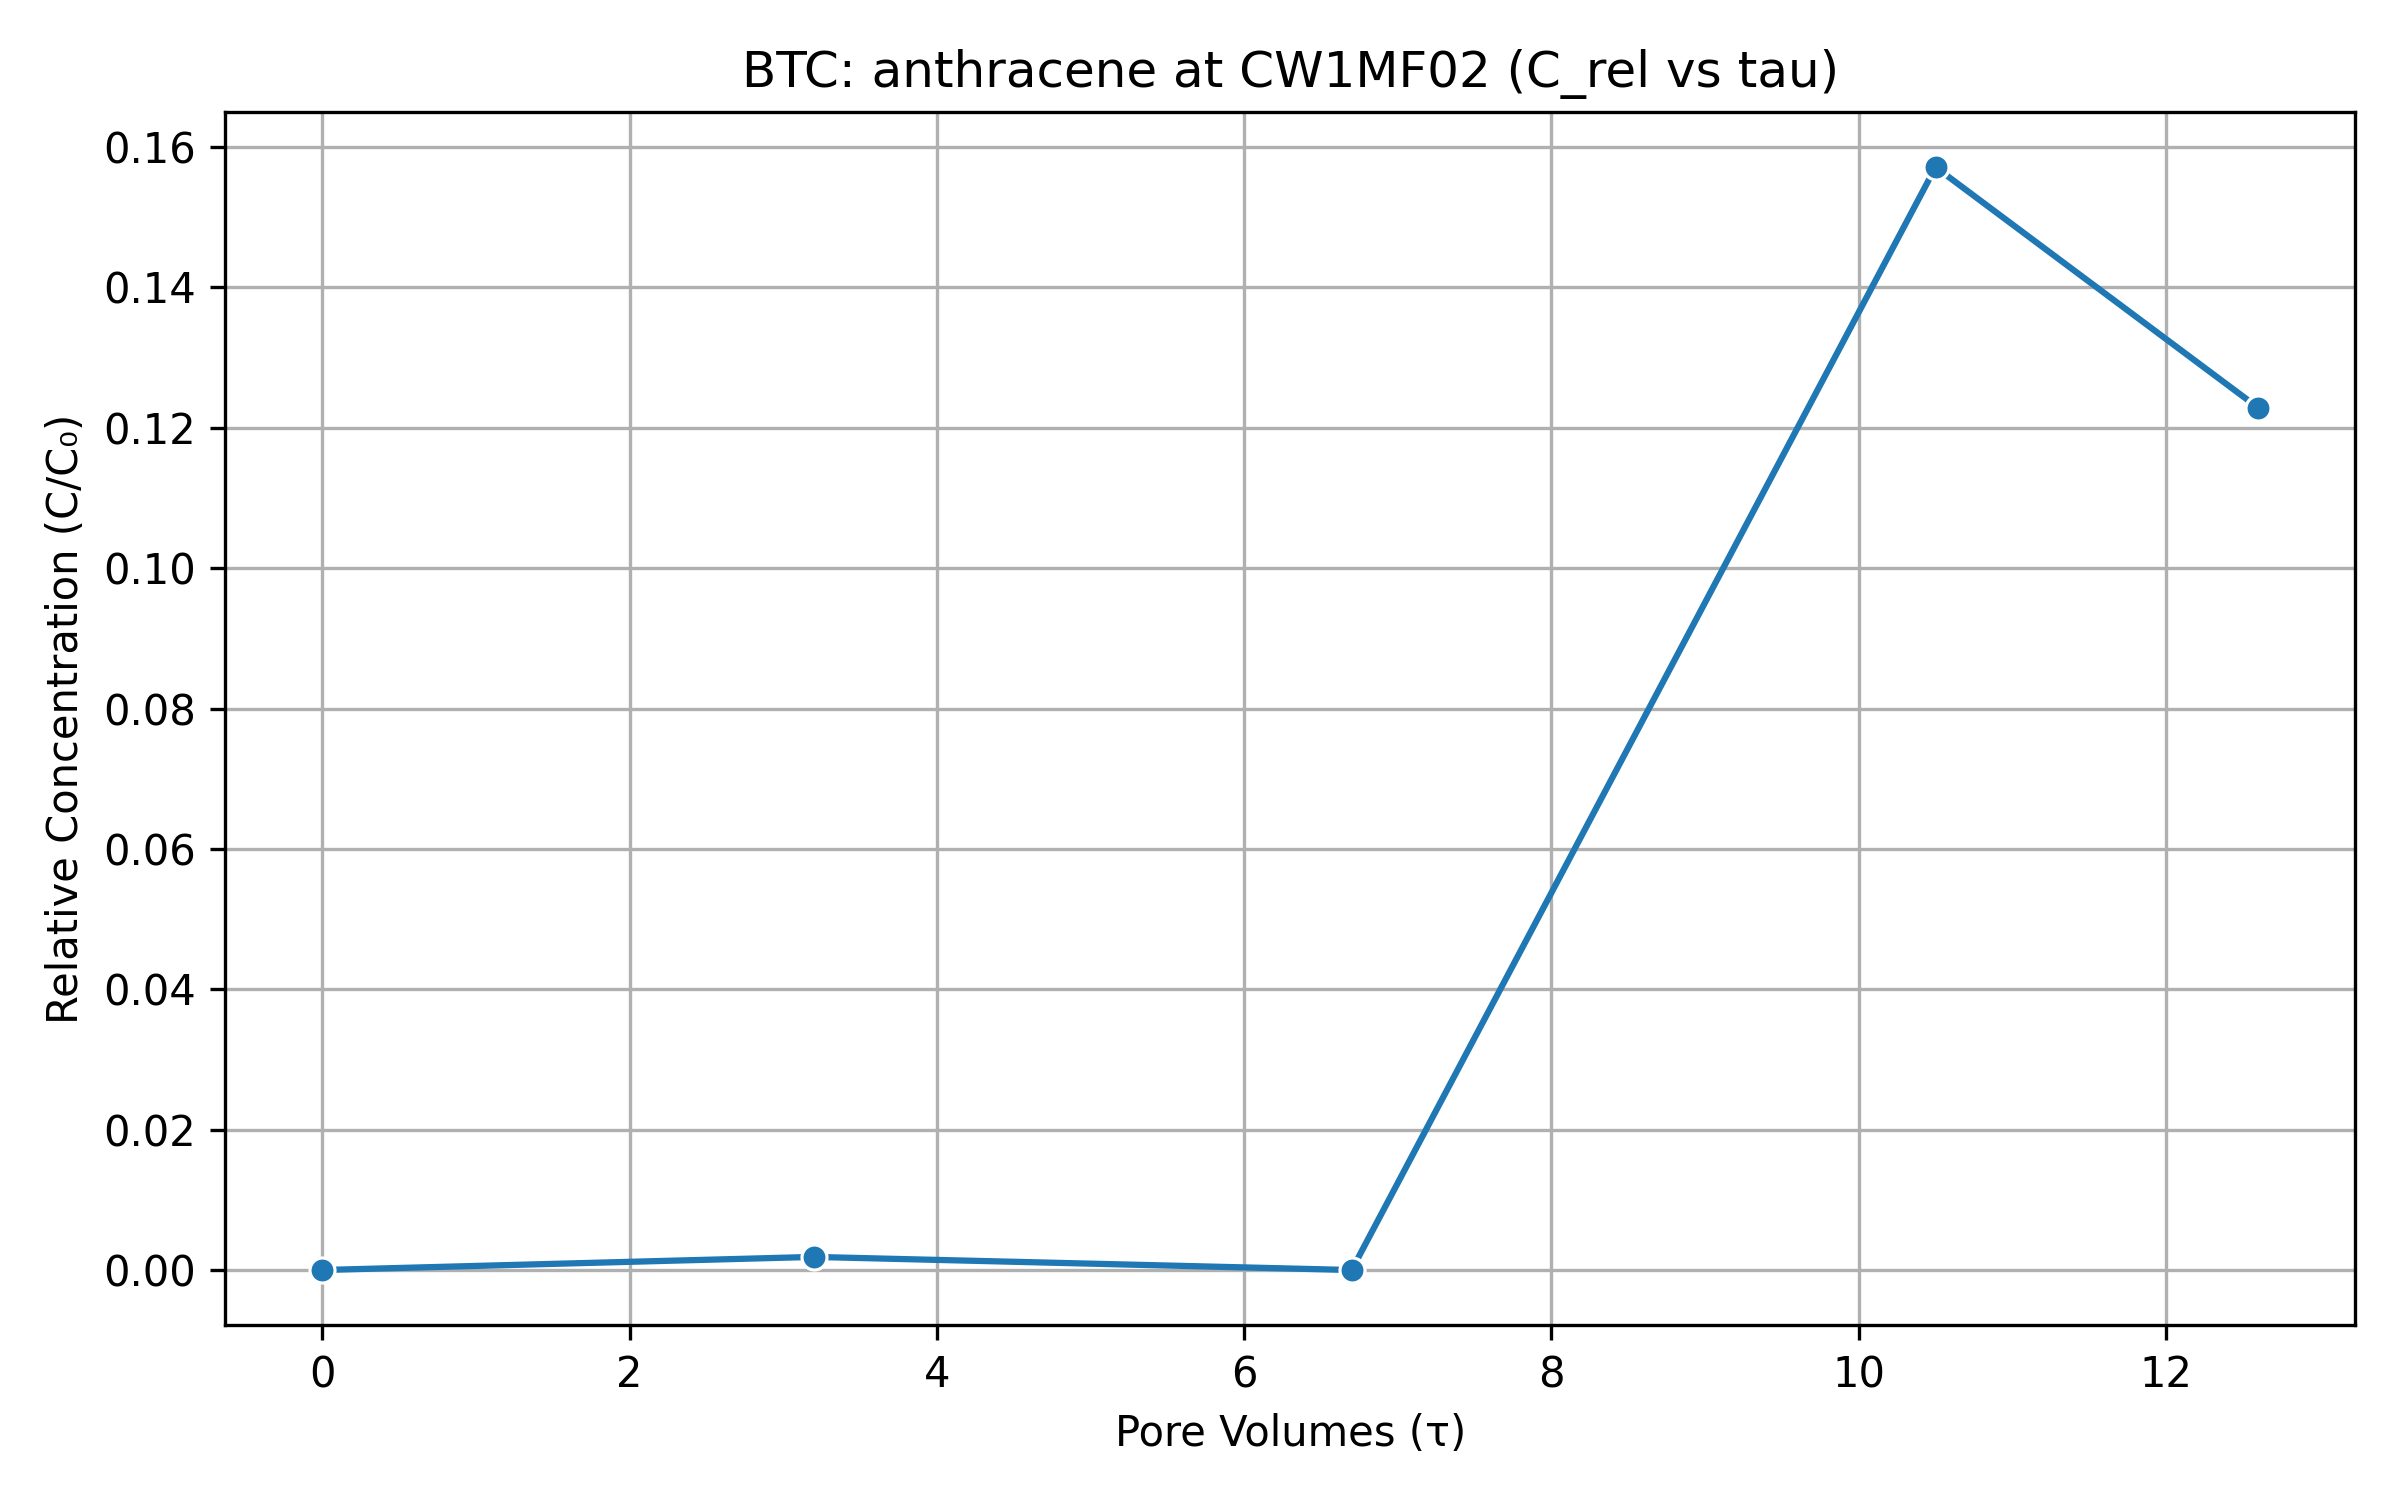 BTC: anthracene at CW1MF02 (C_rel vs tau)
Relative Concentration (C/C₀)
0.16
0.14
0.12
0.10
0.08
0.06
0.04
0.02
0.00
0 2 4 6 8 10 12
Pore Volumes (τ)